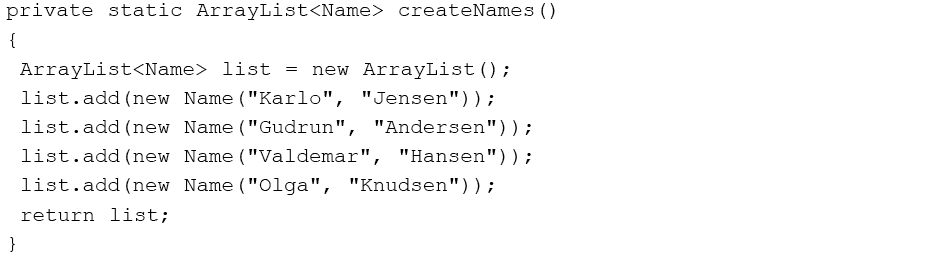 private static ArrayList<Name> createNames()
{
 ArrayList<Name> list = new ArrayList();
 list.add(new Name("Karlo", "Jensen"));
 list.add(new Name("Gudrun", "Andersen"));
 list.add(new Name("Valdemar", "Hansen"));
 list.add(new Name("Olga", "Knudsen"));
 return list;
}